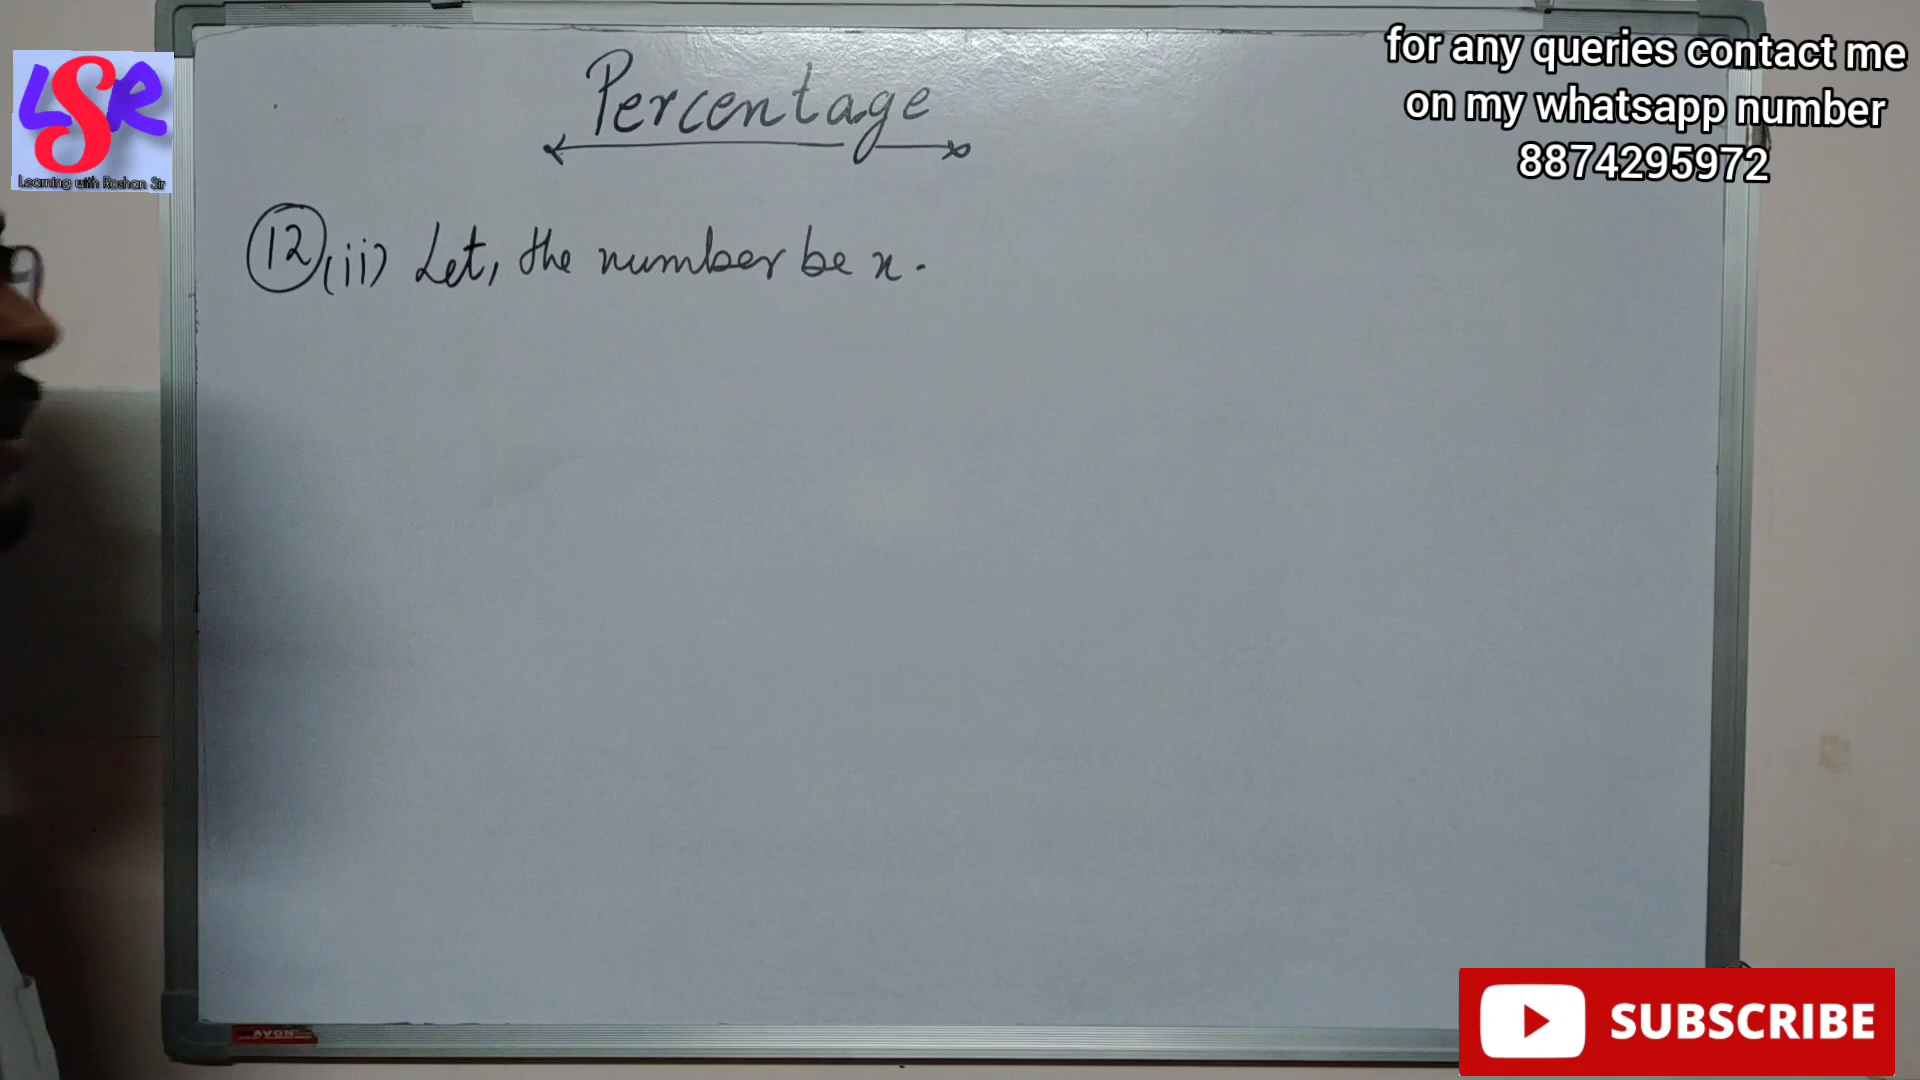 LSR
Learning with Roshan Sir
for any queries contact me
on my whatsapp number
8874295972
Percentage
12 (ii) Let, the number be x.
AVON
SUBSCRIBE